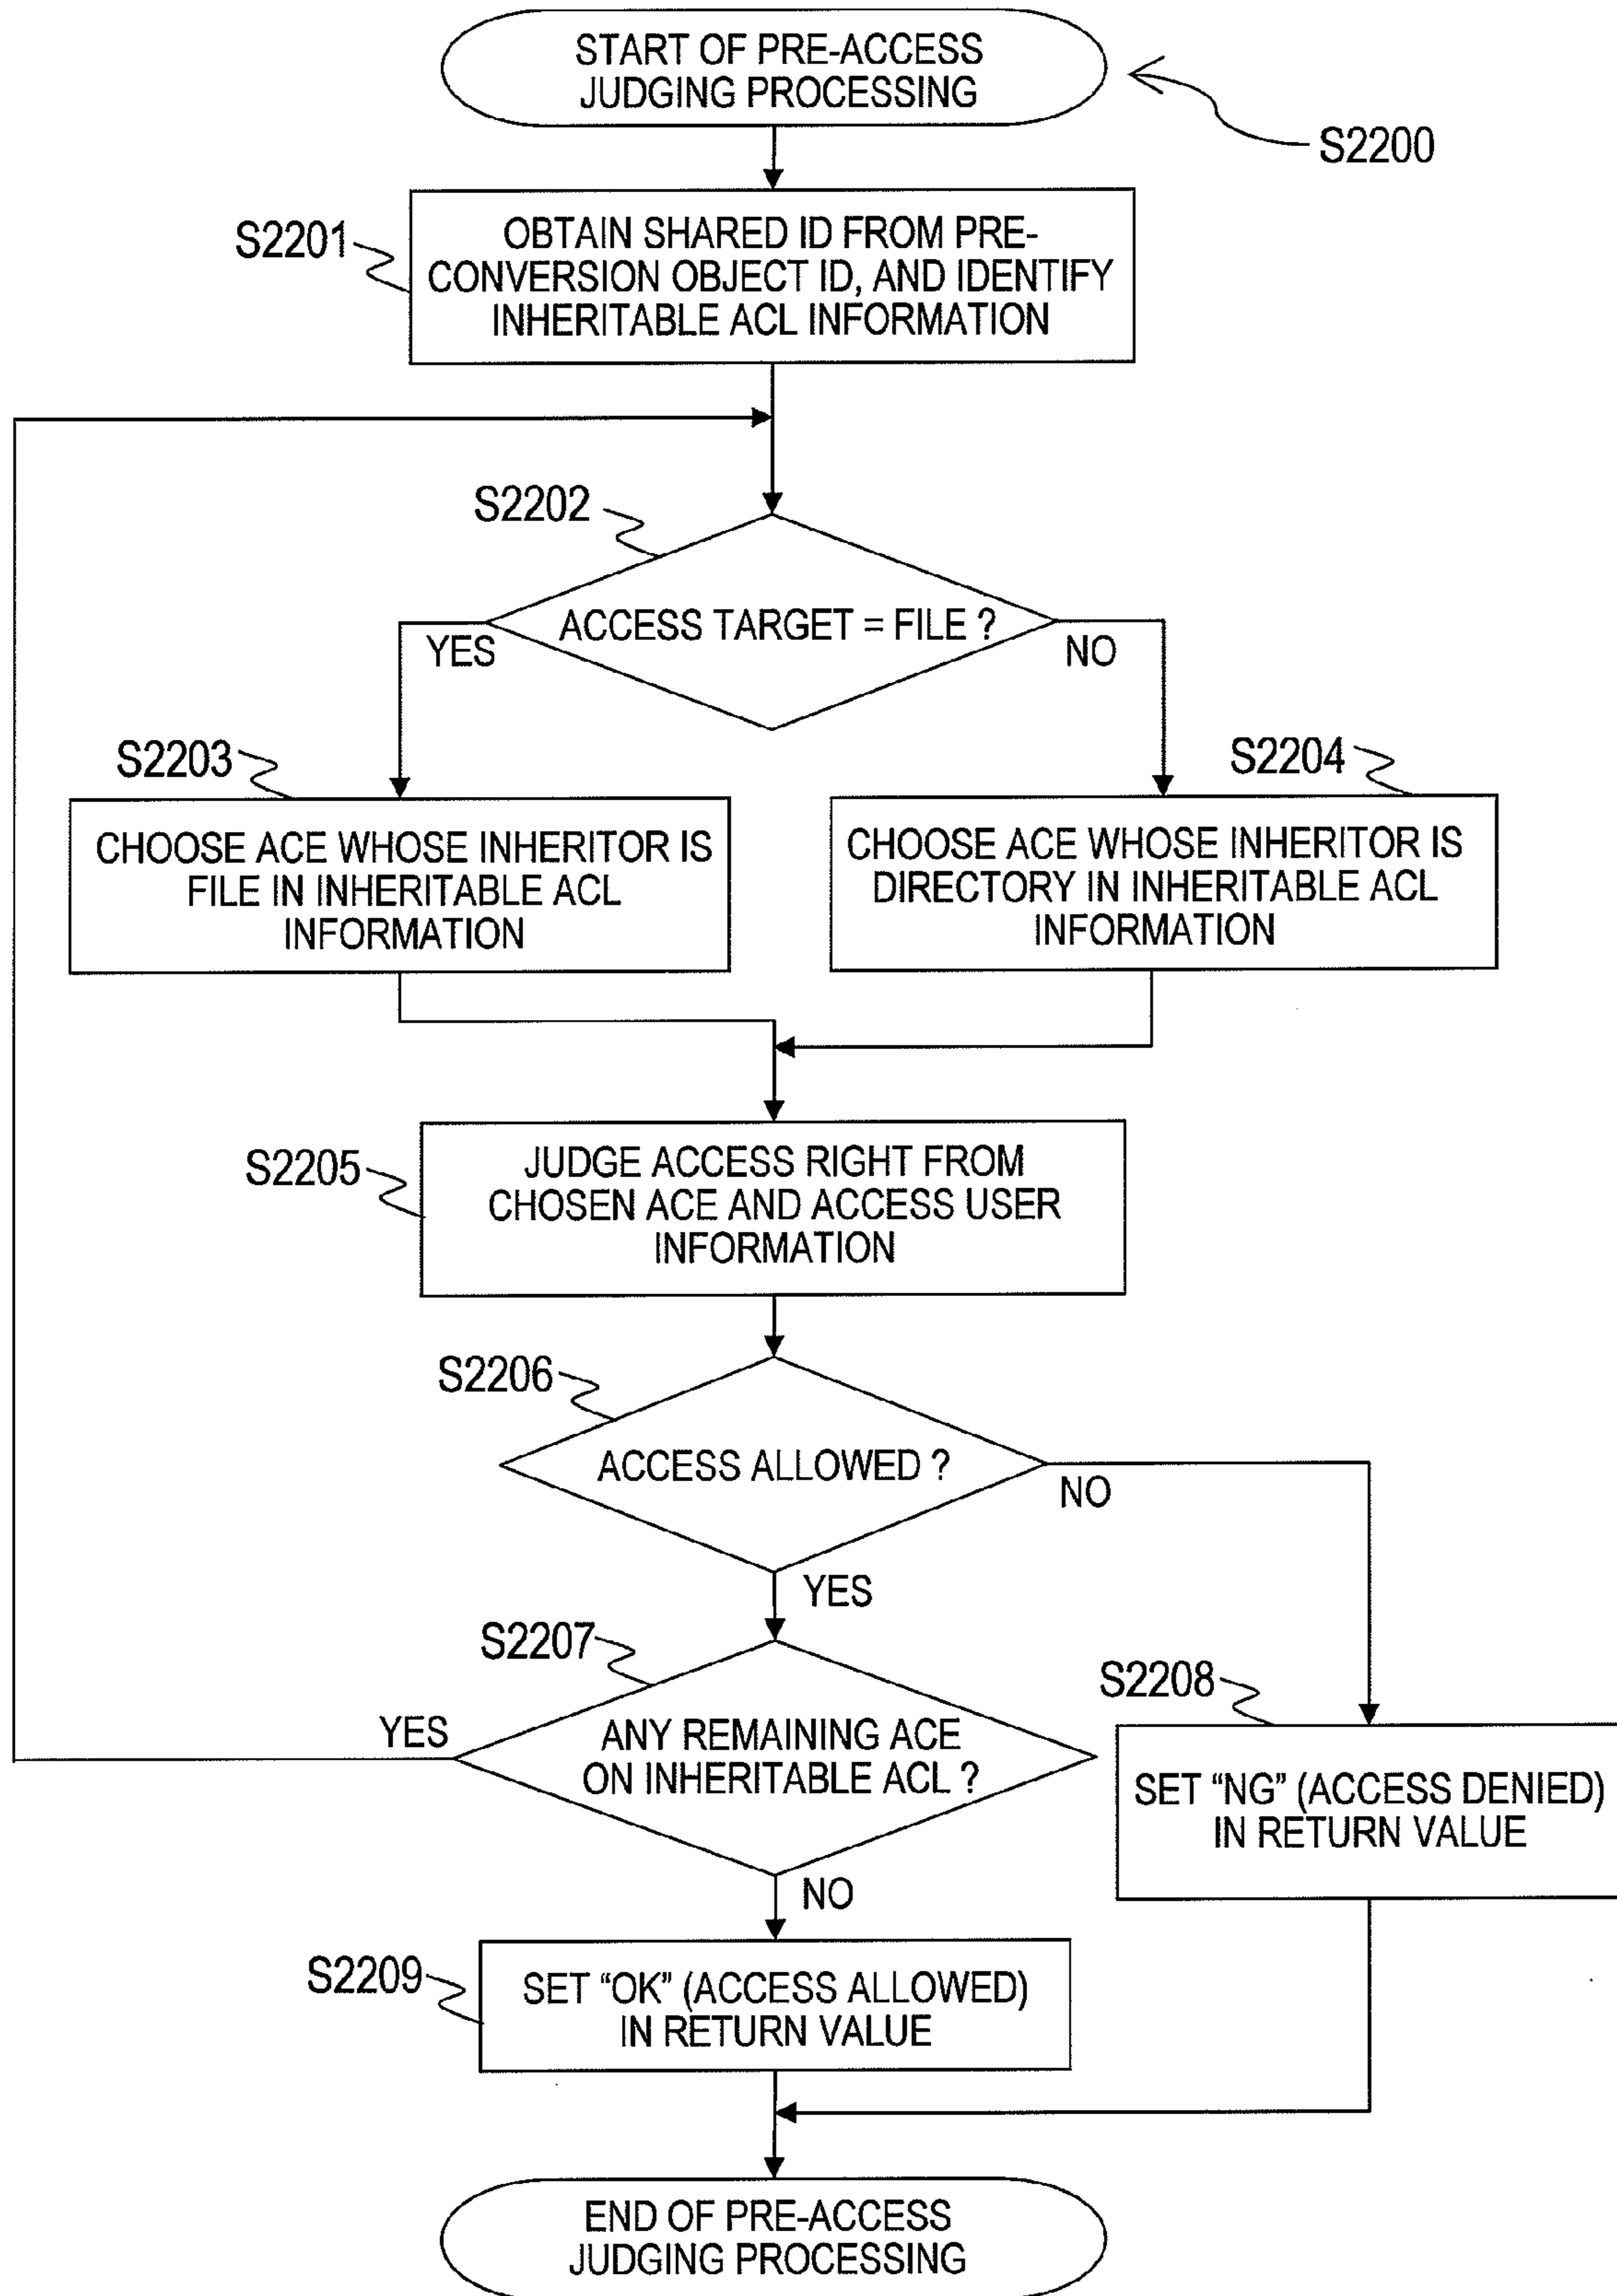 START OF PRE-ACCESS
JUDGING PROCESSING
S2200
S2201
OBTAIN SHARED ID FROM PRE-
CONVERSION OBJECT ID, AND IDENTIFY
INHERITABLE ACL INFORMATION
S2202
ACCESS TARGET = FILE ?
YES
NO
S2203
CHOOSE ACE WHOSE INHERITOR IS
FILE IN INHERITABLE ACL
INFORMATION
S2204
CHOOSE ACE WHOSE INHERITOR IS
DIRECTORY IN INHERITABLE ACL
INFORMATION
S2205
JUDGE ACCESS RIGHT FROM
CHOSEN ACE AND ACCESS USER
INFORMATION
S2206
ACCESS ALLOWED ?
NO
YES
S2207
ANY REMAINING ACE
ON INHERITABLE ACL ?
YES
NO
S2208
SET “NG” (ACCESS DENIED)
IN RETURN VALUE
S2209
SET “OK” (ACCESS ALLOWED)
IN RETURN VALUE
END OF PRE-ACCESS
JUDGING PROCESSING